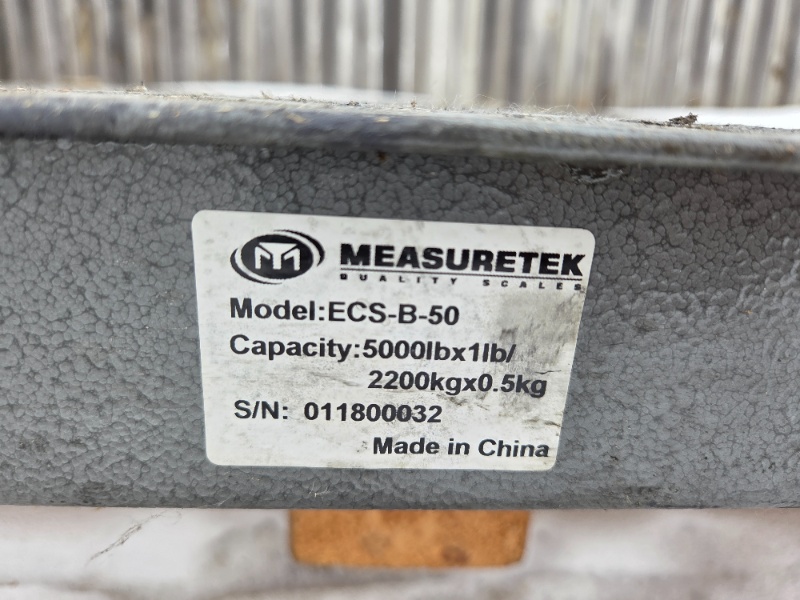 MEASURETEK
QUALITY SCALES
Model:ECS-B-50
Capacity:5000lbx1lb/
2200kgx0.5kg
S/N: 011800032
Made in China